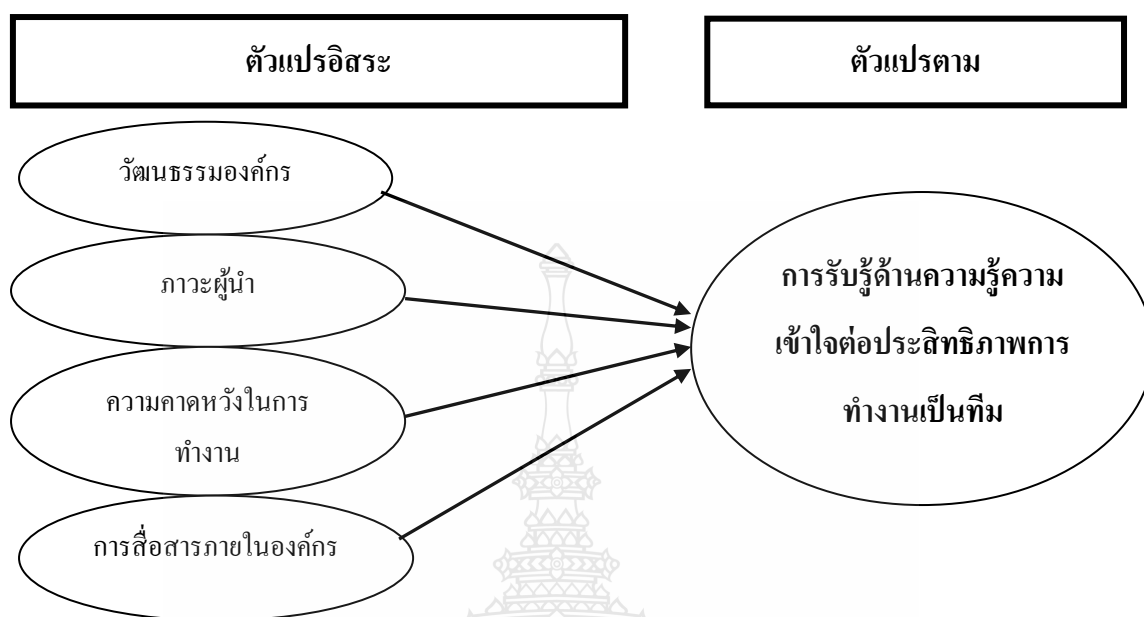 ตัวแปรอิสระ
ตัวแปรตาม
วัฒนธรรมองค์กร
ภาวะผู้นำ
ความคาดหวังในการ
ทำงาน
การสื่อสารภายในองค์กร
การรับรู้ด้านความรู้ความ
เข้าใจต่อประสิทธิภาพการ
ทำงานเป็นทีม